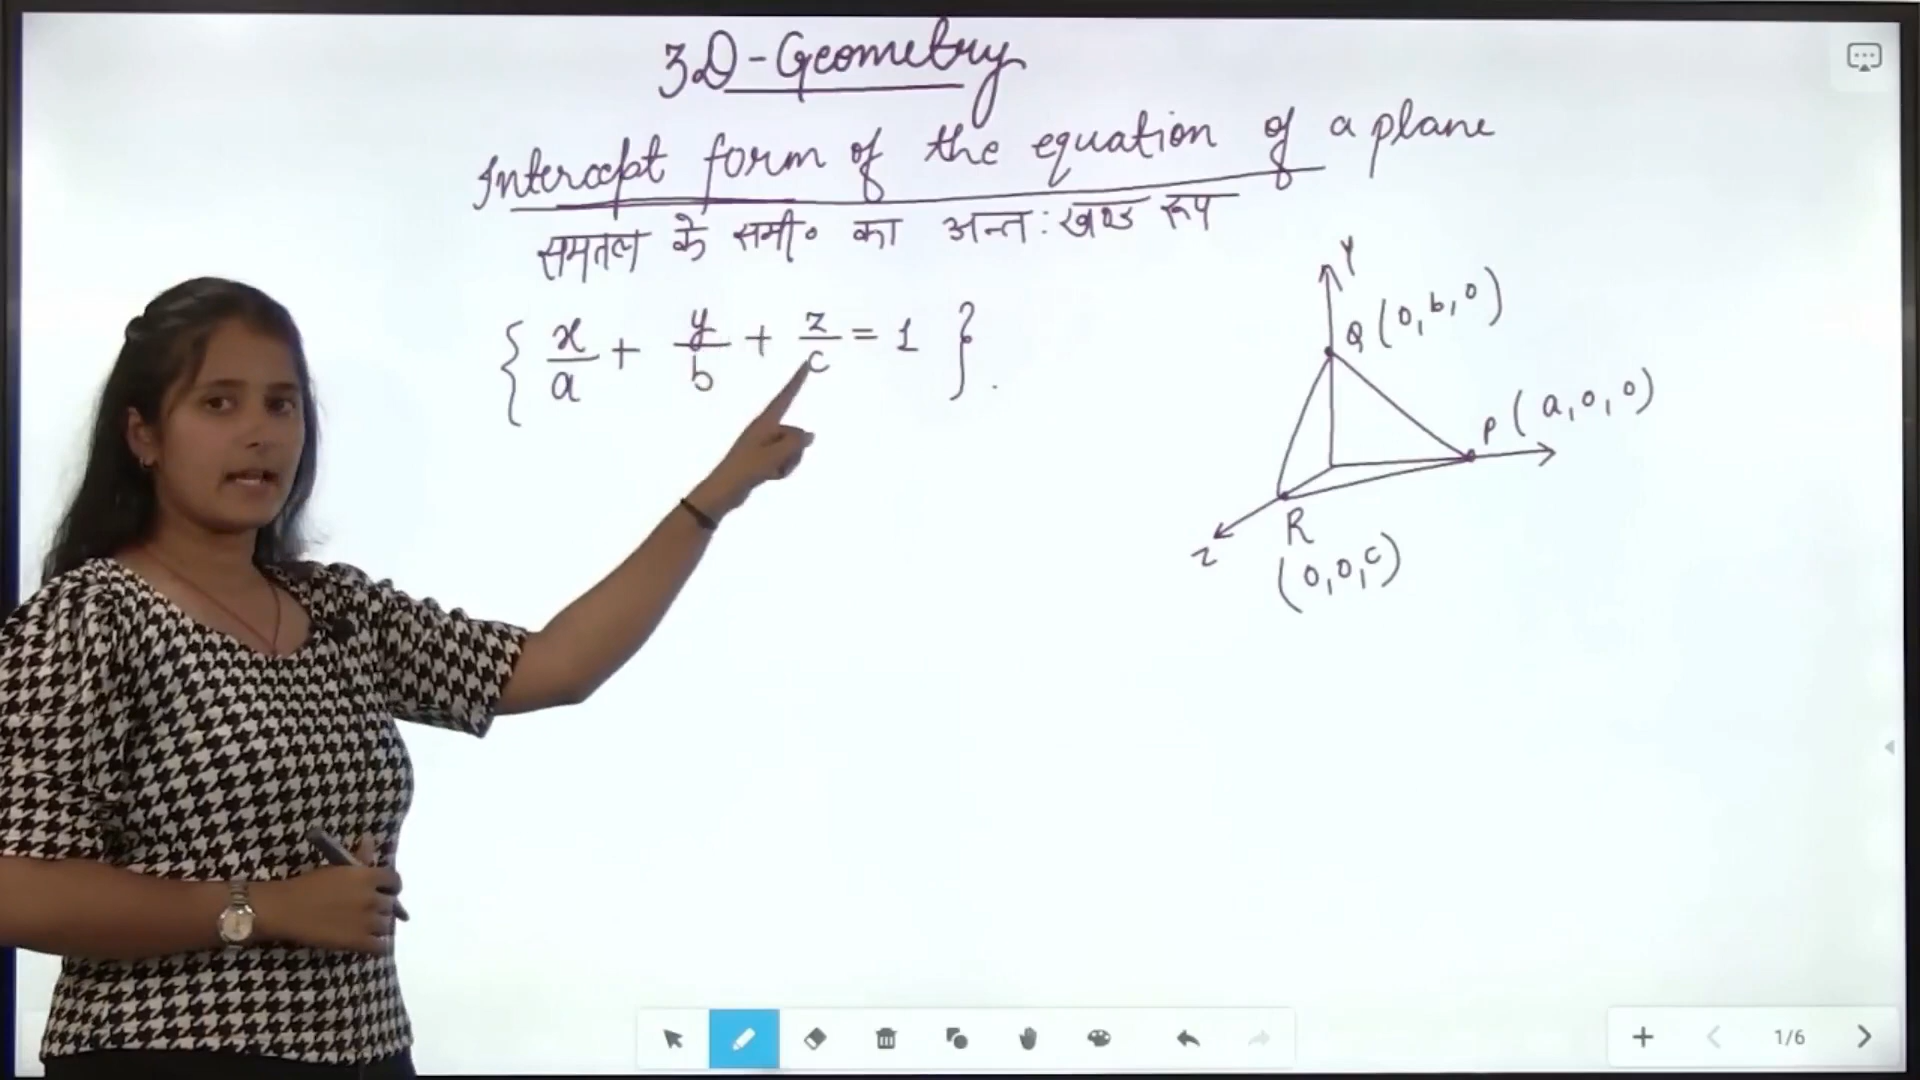 3D-Geometry
Intercept form of the equation of a plane
समतल के समी० का अन्तः खण्ड रूप
{ x/a + y/b + z/c = 1 }.
Y
Q (0, b, 0)
P (a, 0, 0)
R
z
(0, 0, c)
1/6